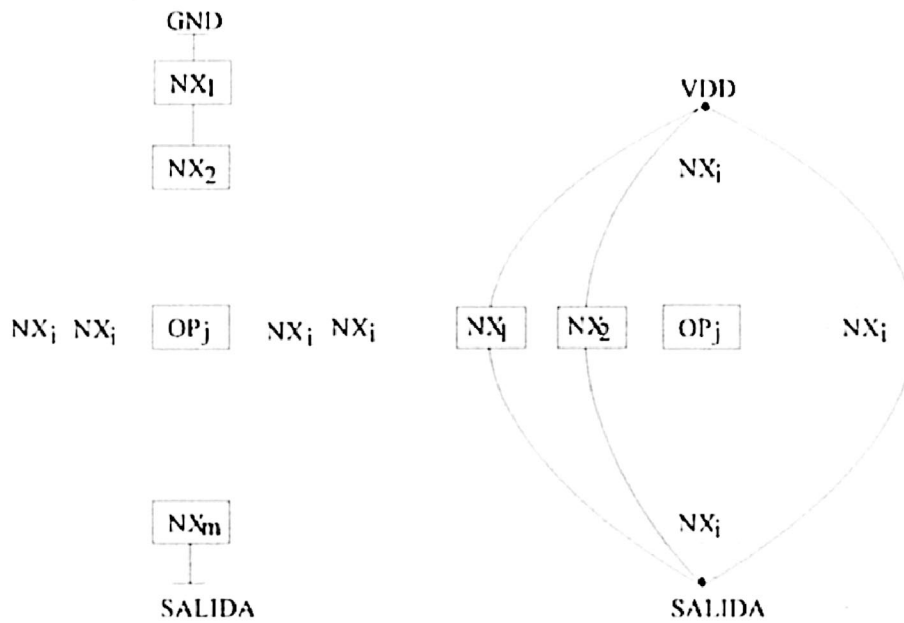 GND
NX1
NX2
NXi NXi OPj NXi NXi
NXm
SALIDA
VDD
NXi
NX1 NX2 OPj NXi
NXi
SALIDA